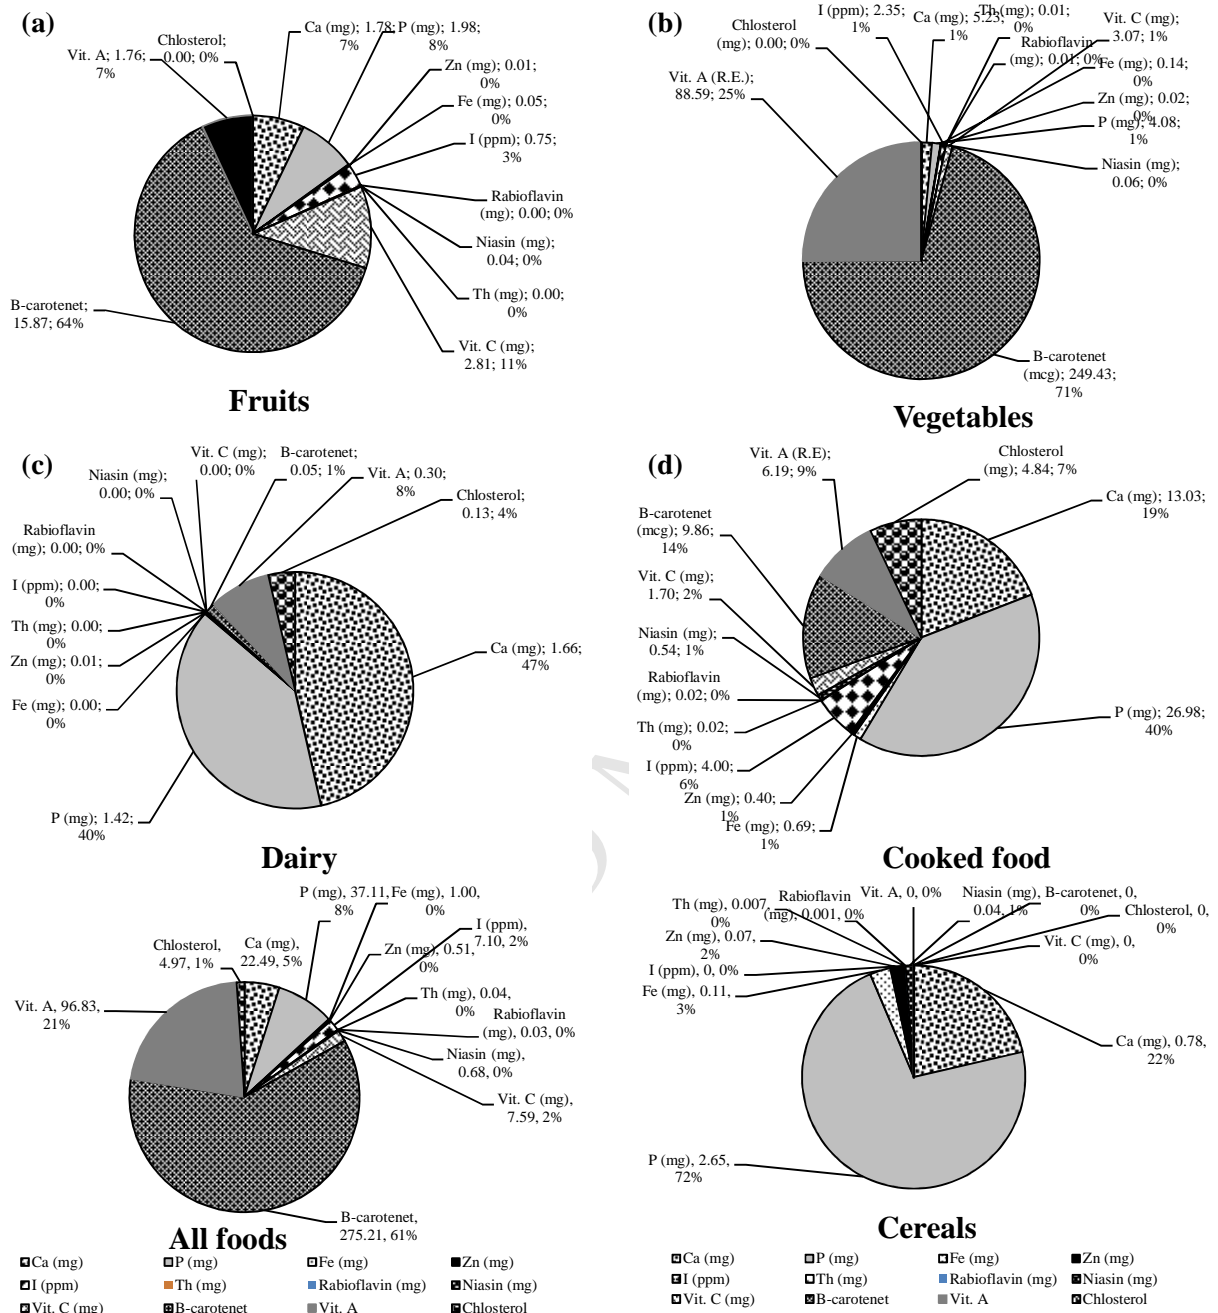 (a)
Chlosterol;
0.00; 0%
Ca (mg); 1.78;
7%
P (mg); 1.98;
8%
Vit. A; 1.76;
7%
Zn (mg); 0.01;
0%
Fe (mg); 0.05;
0%
I (ppm); 0.75;
3%
Rabioflavin
(mg); 0.00; 0%
Niasin (mg);
0.04; 0%
Th (mg); 0.00;
0%
Vit. C (mg);
2.81; 11%
B-carotenet;
15.87; 64%
Fruits
(b)
Chlosterol
(mg); 0.00; 0%
I (ppm); 2.35;
1%
Ca (mg); 5.23;
1%
Th (mg); 0.01;
0%
Rabioflavin
(mg); 0.01; 0%
Vit. C (mg);
3.07; 1%
Fe (mg); 0.14;
0%
Zn (mg); 0.02;
0%
P (mg); 4.08;
1%
Niasin (mg);
0.06; 0%
Vit. A (R.E.);
88.59; 25%
B-carotenet
(mcg); 249.43;
71%
Vegetables
(c)
Vit. C (mg);
0.00; 0%
B-carotenet;
0.05; 1%
Vit. A; 0.30;
8%
Chlosterol;
0.13; 4%
Niasin (mg);
0.00; 0%
Rabioflavin
(mg); 0.00; 0%
I (ppm); 0.00;
0%
Th (mg); 0.00;
0%
Zn (mg); 0.01;
0%
Fe (mg); 0.00;
0%
Ca (mg); 1.66;
47%
P (mg); 1.42;
40%
Dairy
(d)
Vit. A (R.E);
6.19; 9%
Chlosterol
(mg); 4.84; 7%
Ca (mg); 13.03;
19%
B-carotenet
(mcg); 9.86;
14%
Vit. C (mg);
1.70; 2%
Niasin (mg);
0.54; 1%
Rabioflavin
(mg); 0.02; 0%
Th (mg); 0.02;
0%
I (ppm); 4.00;
6%
Zn (mg); 0.40;
1%
Fe (mg); 0.69;
1%
P (mg); 26.98;
40%
Cooked food
P (mg), 37.11,
8%
Fe (mg), 1.00,
0%
I (ppm),
7.10, 2%
Zn (mg), 0.51,
0%
Chlosterol,
4.97, 1%
Ca (mg),
22.49, 5%
Th (mg), 0.04,
0%
Rabioflavin
(mg), 0.03, 0%
Niasin (mg),
0.68, 0%
Vit. C (mg),
7.59, 2%
Vit. A, 96.83,
21%
B-carotenet,
275.21, 61%
All foods
Ca (mg)
P (mg)
Fe (mg)
Zn (mg)
I (ppm)
Th (mg)
Rabioflavin (mg)
Niasin (mg)
Vit. C (mg)
B-carotenet
Vit. A
Chlosterol
Th (mg), 0.007,
0%
Rabioflavin
(mg), 0.001, 0%
Vit. A, 0, 0%
Niasin (mg),
0.04, 1%
B-carotenet, 0,
0%
Chlosterol, 0,
0%
Vit. C (mg), 0,
0%
Zn (mg), 0.07,
2%
I (ppm), 0, 0%
Fe (mg), 0.11,
3%
Ca (mg), 0.78,
22%
P (mg), 2.65,
72%
Cereals
Ca (mg)
P (mg)
Fe (mg)
Zn (mg)
I (ppm)
Th (mg)
Rabioflavin (mg)
Niasin (mg)
Vit. C (mg)
B-carotenet
Vit. A
Chlosterol